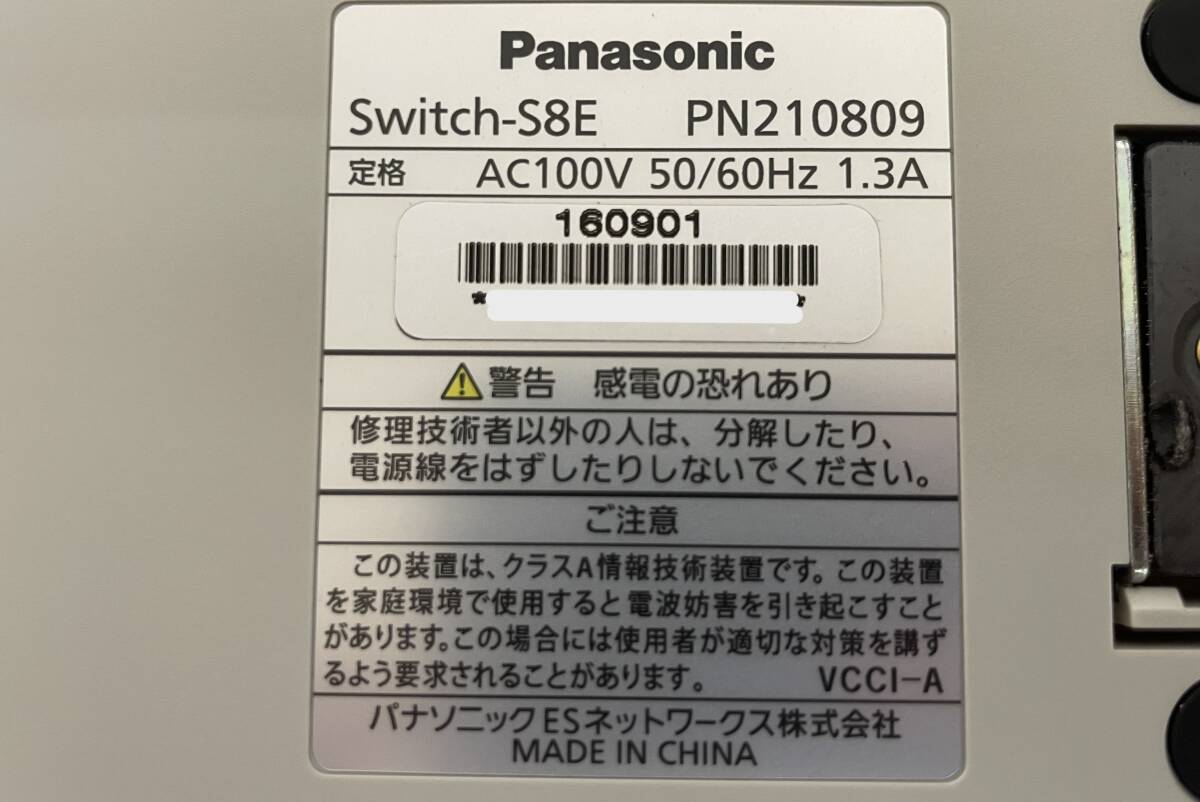 Panasonic
Switch-S8E PN210809
定格 AC100V 50/60Hz 1.3A
160901
* *
警告 感電の恐れあり
修理技術者以外の人は、分解したり、
電源線をはずしたりしないでください。
ご注意
この装置は、クラスA情報技術装置です。この装置
を家庭環境で使用すると電波妨害を引き起こすこと
があります。この場合には使用者が適切な対策を講ず
るよう要求されることがあります。 VCCI-A
パナソニックESネットワークス株式会社
MADE IN CHINA